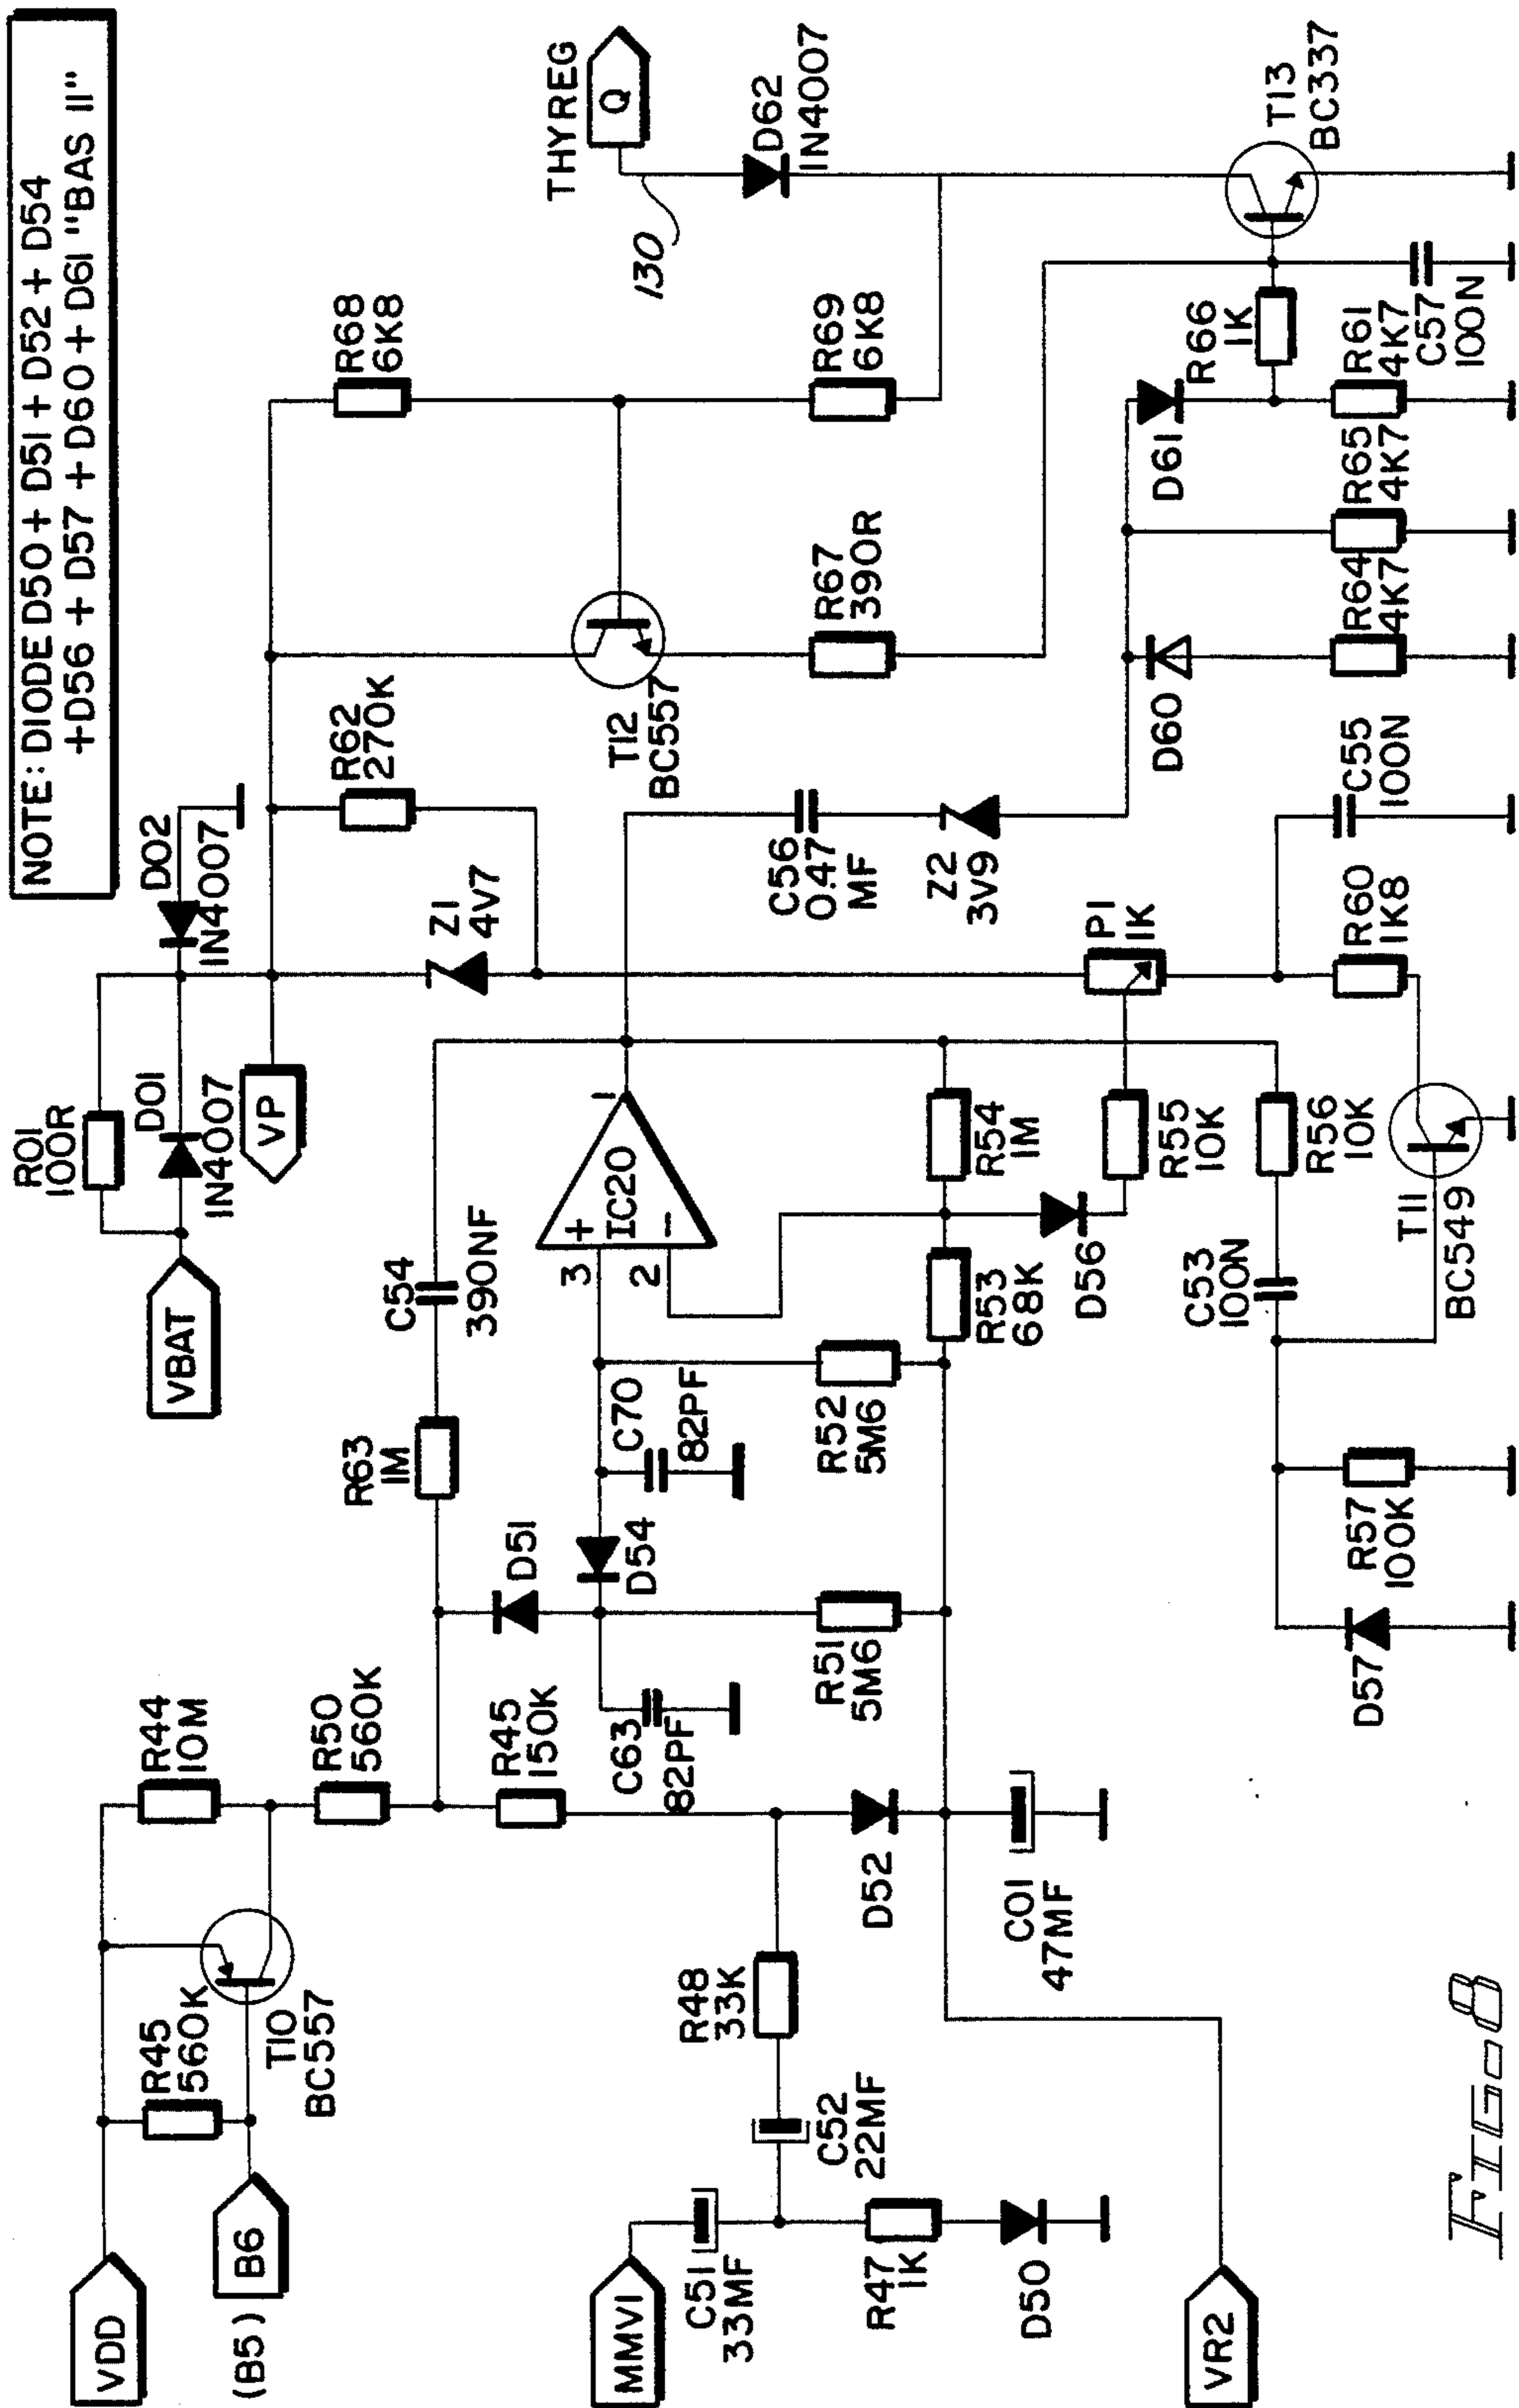 NOTE: DIODE D50 + D51 + D52 + D54
+D56 + D57 + D60 + D61 "BAS 11"
VDD
(B5)
B6
R45
560K
T10
BC557
R44
10M
R50
560K
R45
150K
R63
1M
C54
390NF
VBAT
R01
100R
D01
1N4007
D02
1N4007
VP
Z1
4V7
R62
270K
R68
6K8
THYREG
Q
130
D62
1N4007
T12
BC557
R67
390R
R69
6K8
MMV1
C51
33MF
C52
22MF
R48
33K
R47
1K
D50
D52
C01
47MF
VR2
D51
D54
C63
82PF
C70
82PF
R51
5M6
R52
5M6
3
2
+
-
IC20
1
R53
68K
R54
1M
D56
R55
10K
P1
1K
C56
0.47
MF
Z2
3V9
D60
D61
R66
1K
T13
BC337
D57
R57
100K
C53
100N
R56
10K
T11
BC549
R60
1K8
C55
100N
R64
4K7
R65
4K7
R61
4K7
C57
100N
FIG-8